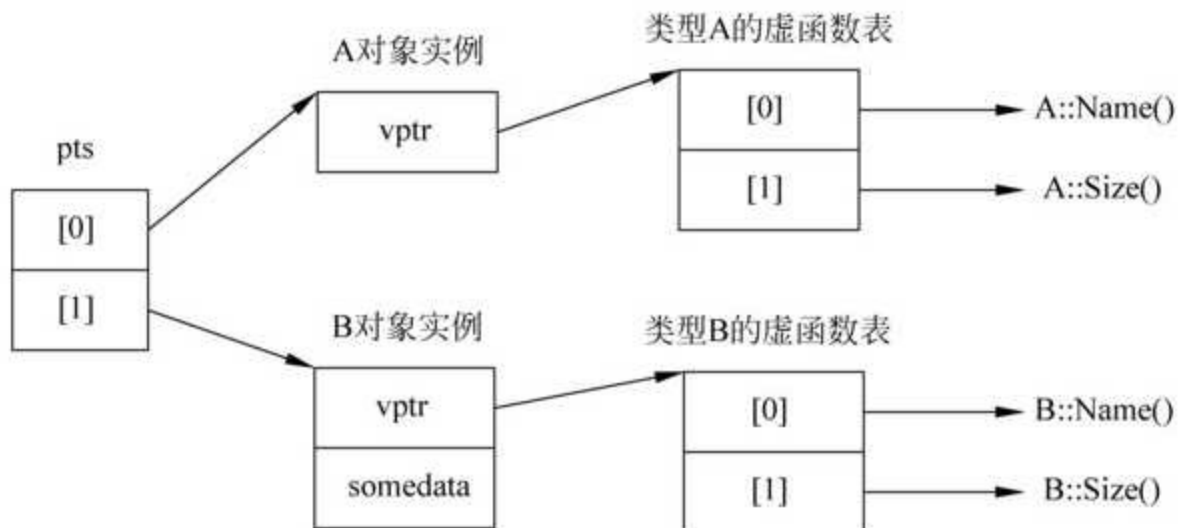 类型A的虚函数表
A对象实例
[0]
A::Name()
vptr
pts
[1]
A::Size()
[0]
[1]
B对象实例
类型B的虚函数表
vptr
[0]
B::Name()
somedata
[1]
B::Size()